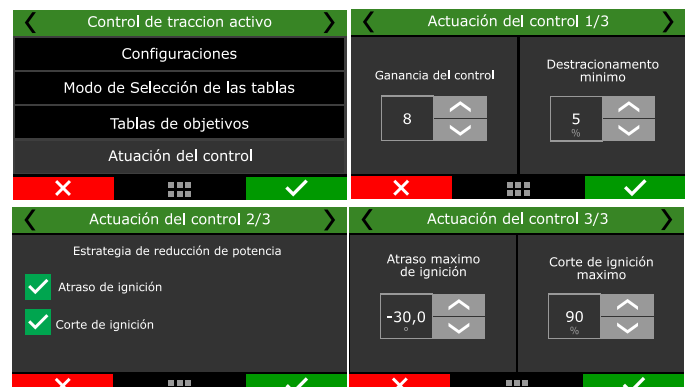 Control de traccion activo
Configuraciones
Modo de Selección de las tablas
Tablas de objetivos
Atuación del control
Actuación del control 1/3
Ganancia del control
8
Destracionamento
minimo
5
%
Actuación del control 2/3
Estrategia de reducción de potencia
Atraso de ignición
Corte de ignición
Actuación del control 3/3
Atraso maximo
de ignición
-30,0
°
Corte de ignición
maximo
90
%